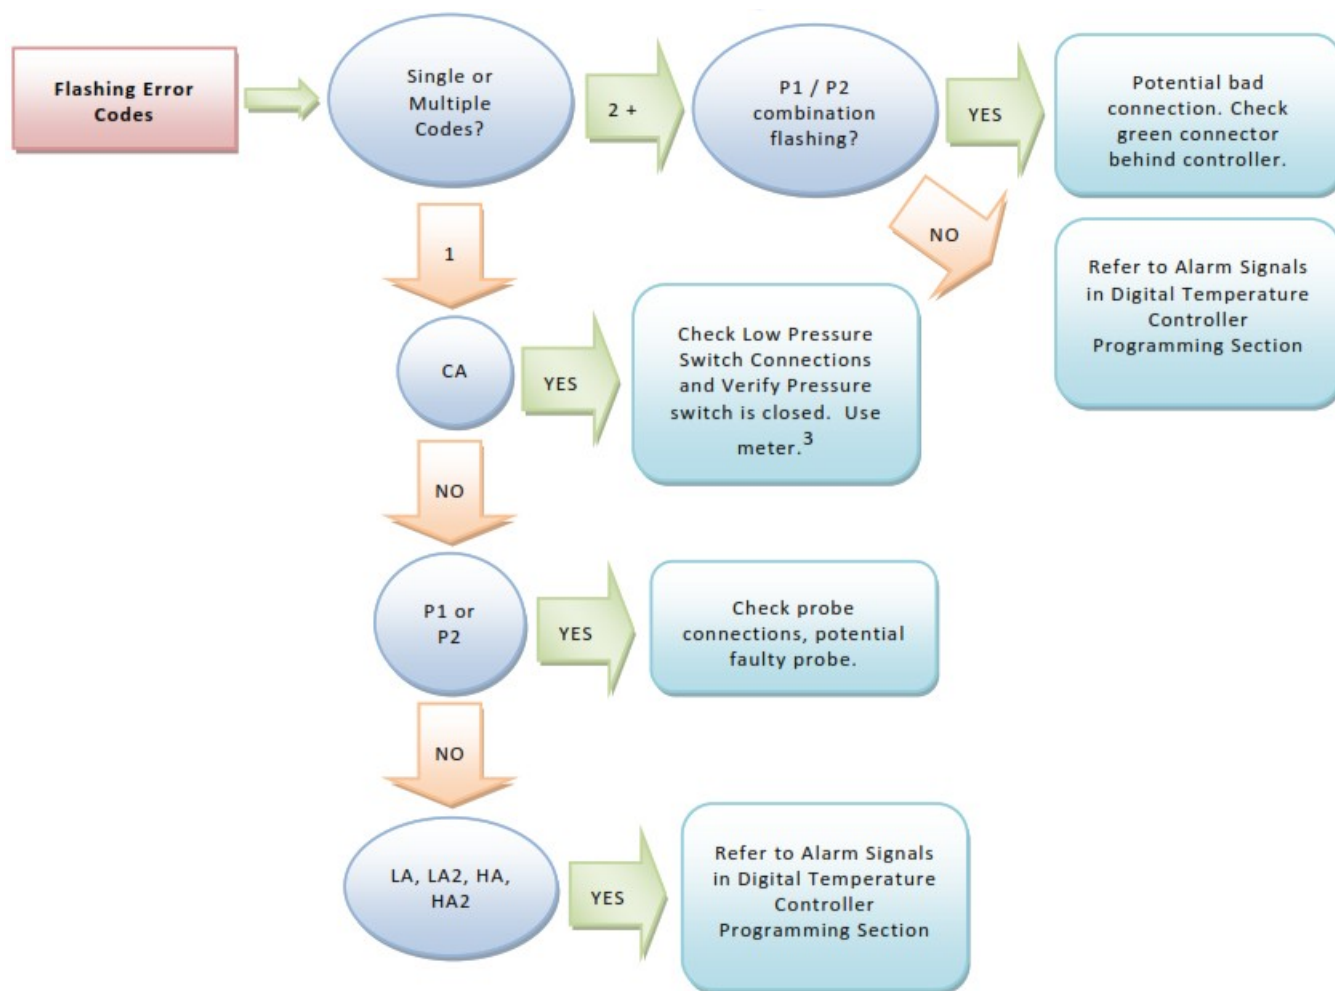 Flashing Error
Codes
Single or
Multiple
Codes?
2 +
P1 / P2
combination
flashing?
YES
Potential bad
connection. Check
green connector
behind controller.
NO
Refer to Alarm Signals
in Digital Temperature
Controller
Programming Section
1
CA
YES
Check Low Pressure
Switch Connections
and Verify Pressure
switch is closed.  Use
meter.3
NO
P1 or
P2
YES
Check probe
connections, potential
faulty probe.
NO
LA, LA2, HA,
HA2
YES
Refer to Alarm Signals
in Digital Temperature
Controller
Programming Section